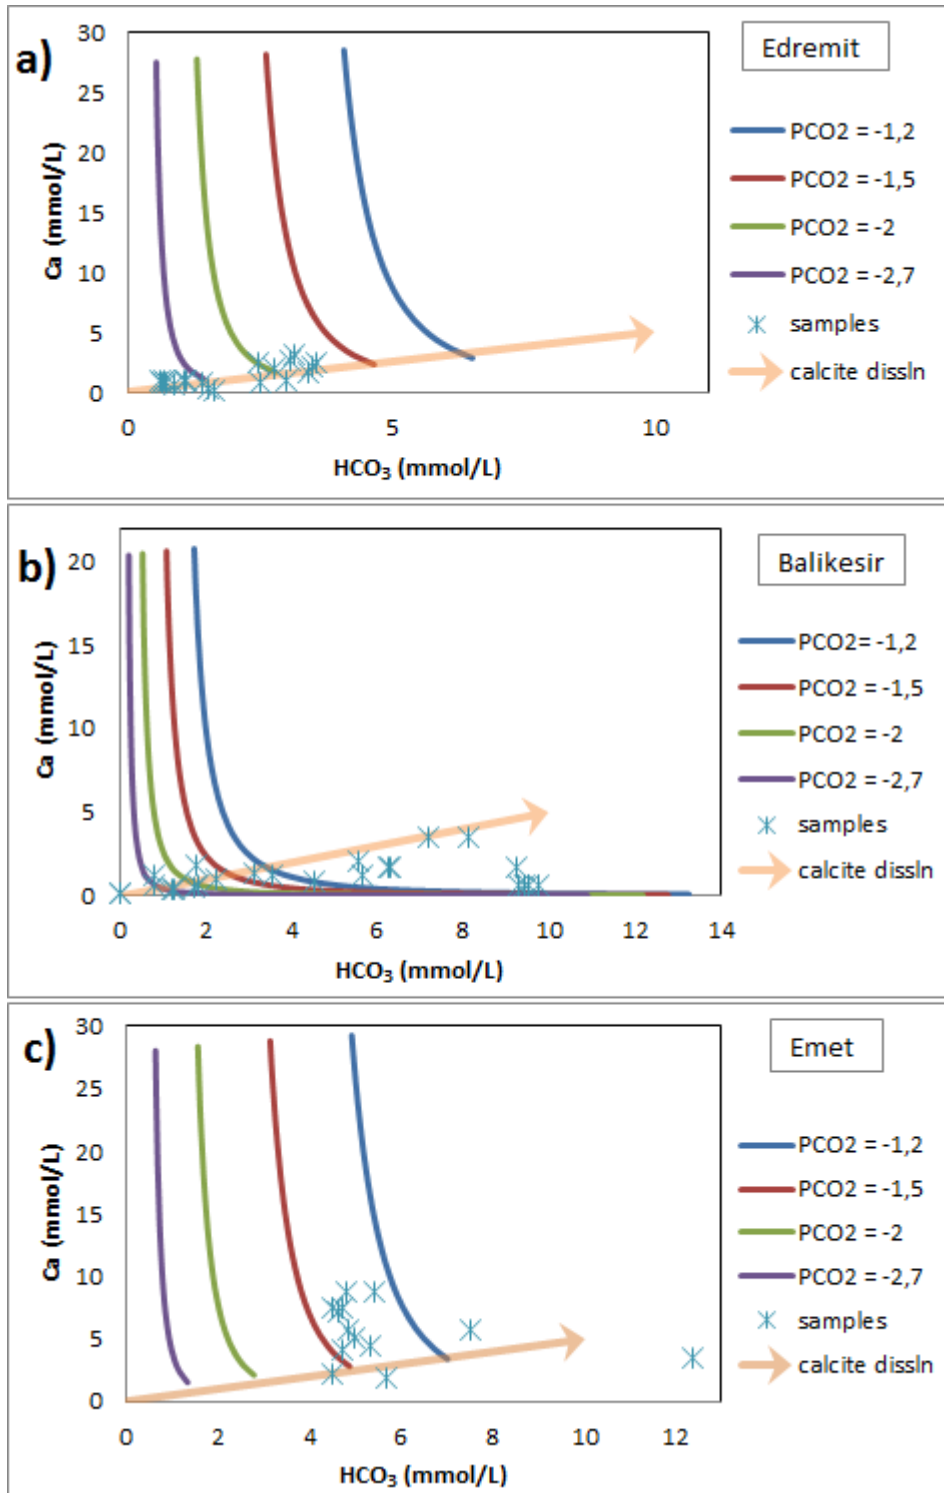 a)
Edremit
30
25
20
15
10
5
0
Ca (mmol/L)
0 5 10
HCO₃ (mmol/L)
PCO2 = -1,2
PCO2 = -1,5
PCO2 = -2
PCO2 = -2,7
samples
calcite dissln
b)
Balikesir
20
15
10
5
0
Ca (mmol/L)
0 2 4 6 8 10 12 14
HCO₃ (mmol/L)
PCO2= -1,2
PCO2 = -1,5
PCO2 = -2
PCO2 = -2,7
samples
calcite dissln
c)
Emet
30
25
20
15
10
5
0
Ca (mmol/L)
0 2 4 6 8 10 12
HCO₃ (mmol/L)
PCO2 = -1,2
PCO2 = -1,5
PCO2 = -2
PCO2 = -2,7
samples
calcite dissln